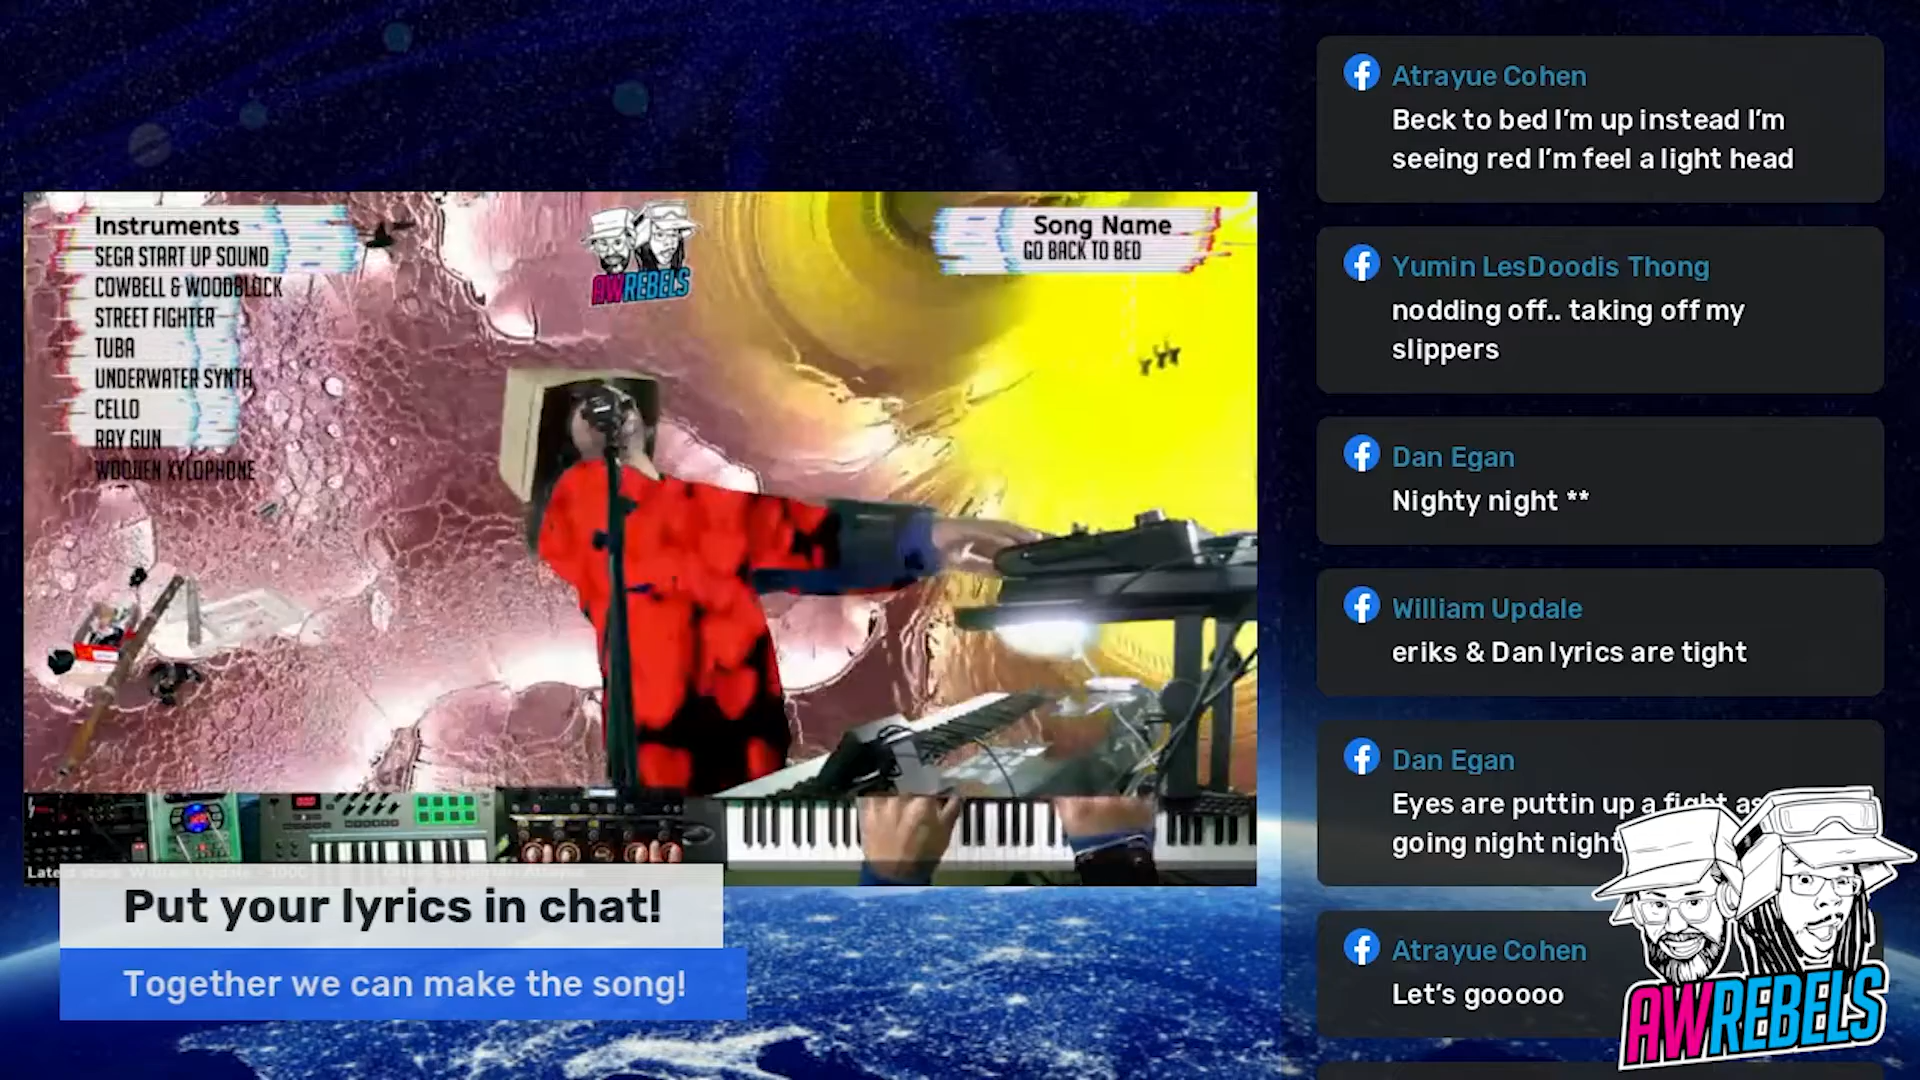 Instruments
SEGA START UP SOUND
COWBELL & WOODBLOCK
STREET FIGHTER
TUBA
UNDERWATER SYNTH
CELLO
RAY GUN
WOODEN XYLOPHONE
AWREBELS
Song Name
GO BACK TO BED
Put your lyrics in chat!
Together we can make the song!
Atrayue Cohen
Beck to bed I'm up instead I'm
seeing red I'm feel a light head
Yumin LesDoodis Thong
nodding off.. taking off my
slippers
Dan Egan
Nighty night **
William Updale
eriks & Dan lyrics are tight
Dan Egan
Eyes are puttin up a fight as
going night night
Atrayue Cohen
Let's gooooo
AWREBELS